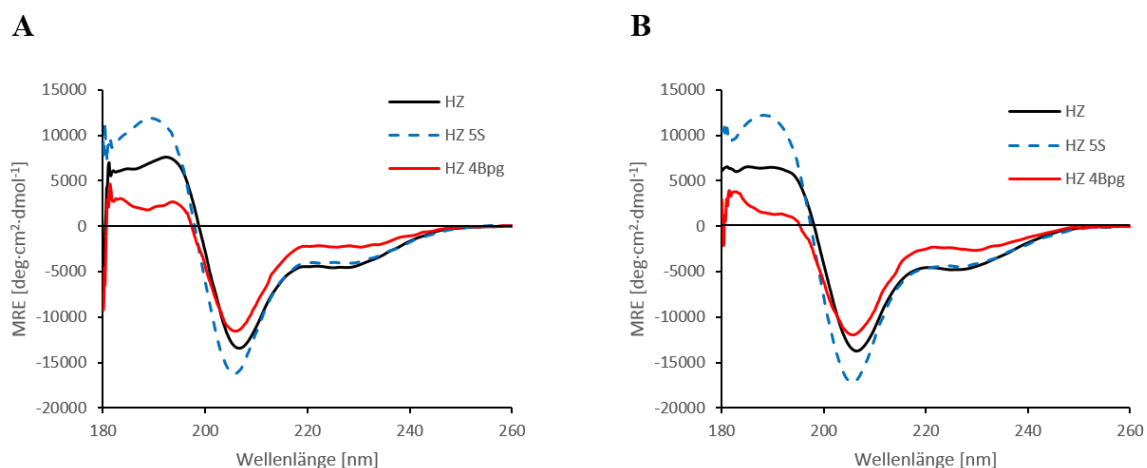 A
15000
10000
5000
0
-5000
-10000
-15000
-20000
MRE [deg·cm²·dmol⁻¹]
180
200
220
240
260
Wellenlänge [nm]
HZ
HZ 5S
HZ 4Bpg
B
15000
10000
5000
0
-5000
-10000
-15000
-20000
MRE [deg·cm²·dmol⁻¹]
180
200
220
240
260
Wellenlänge [nm]
HZ
HZ 5S
HZ 4Bpg